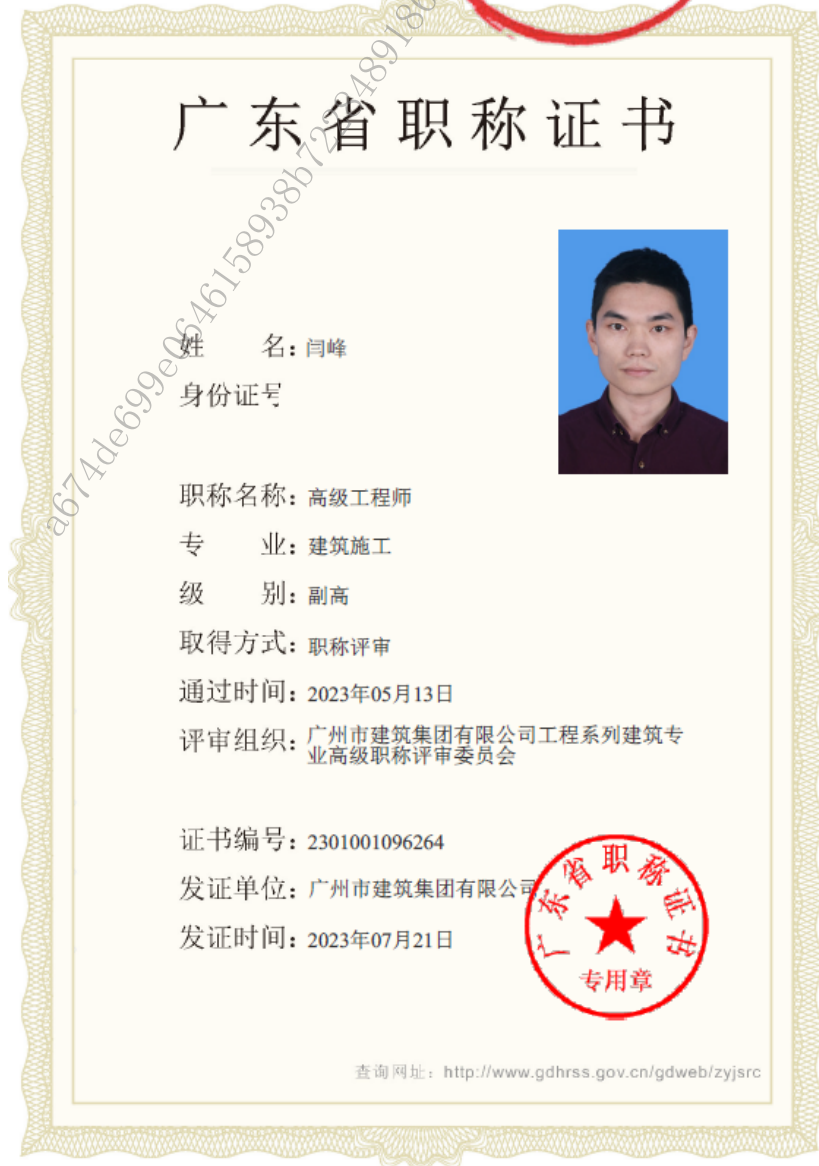 广东省职称证书
姓 名：闫峰
身份证号
职称名称：高级工程师
专 业：建筑施工
级 别：副高
取得方式：职称评审
通过时间：2023年05月13日
评审组织：广州市建筑集团有限公司工程系列建筑专
业高级职称评审委员会
证书编号：2301001096264
发证单位：广州市建筑集团有限公司
发证时间：2023年07月21日
广东省职称证书
专用章
查询网址：http://www.gdhrss.gov.cn/gdweb/zyjsrc